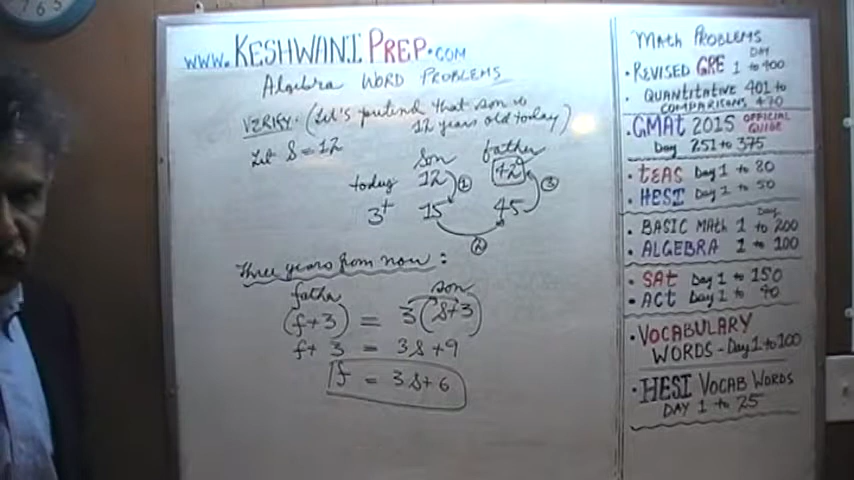 www.KESHWANIPREP.COM
Algebra WORD PROBLEMS
VERIFY: (Let's pretend that son is
12 years old today)
Let S = 12
son father
today 12 42
3+ 15 45
1 2 3
Three years from now:
father son
(f+3) = 3(S+3)
f+ 3 = 3S+9
f = 3S+6
MATH PROBLEMS
DAY
• REVISED GRE 1 to 400
• QUANTITATIVE 401 to
COMPARISONS 470
• GMAT 2015 OFFICIAL GUIDE
Day 251 to 375
• TEAS Day 1 to 80
• HESI Day 1 to 50
Day
• BASIC MATH 1 to 200
• ALGEBRA 1 to 100
• SAT Day 1 to 150
• ACT Day 1 to 90
• VOCABULARY
WORDS - Day 1 to 100
• HESI VOCAB WORDS
DAY 1 to 25